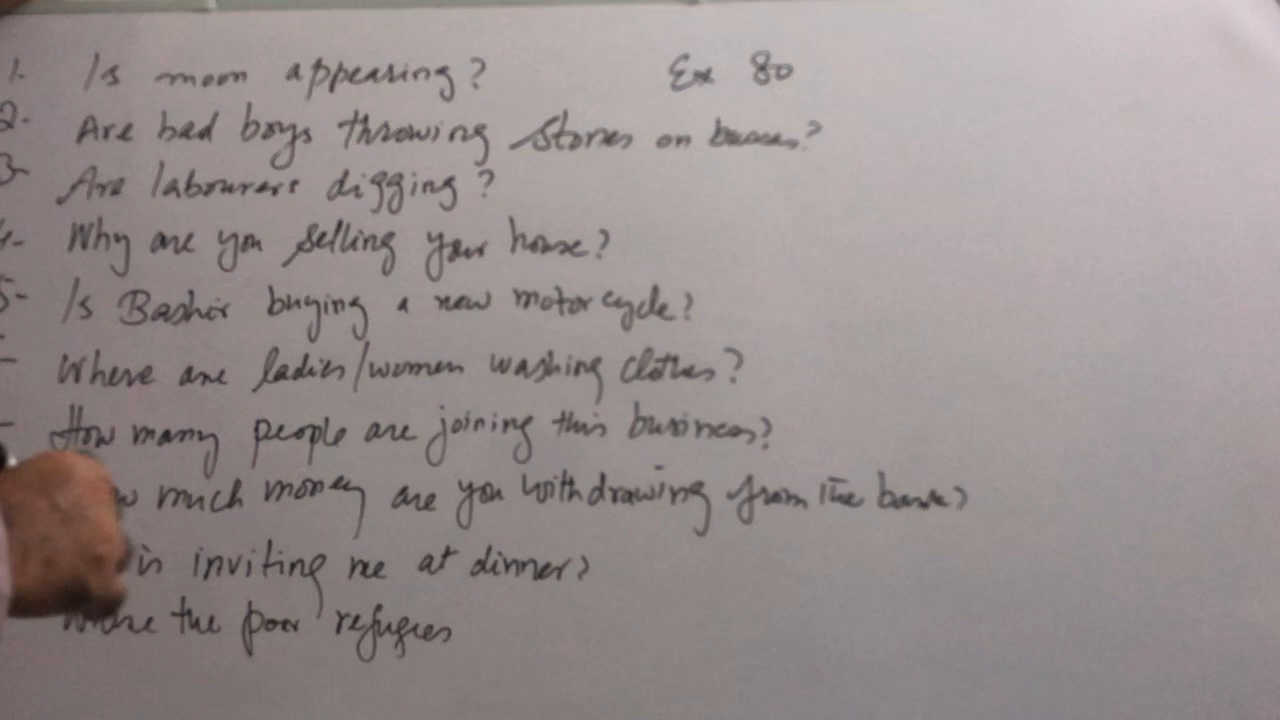 1. Is moon appearing? Ex 80
2. Are bad boys throwing stones on busses?
3- Are labourers digging?
4- Why are you selling your house?
5- Is Bashir buying a new motorcycle?
- Where are ladies/women washing clothes?
- How many people are joining this business?
w much money are you withdrawing from the bank?
is inviting me at dinner?
the poor refugees